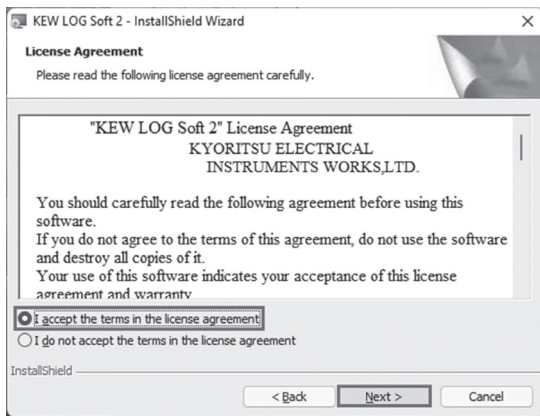 KEW LOG Soft 2 - InstallShield Wizard
License Agreement
Please read the following license agreement carefully.
"KEW LOG Soft 2" License Agreement
KYORITSU ELECTRICAL
INSTRUMENTS WORKS,LTD.
You should carefully read the following agreement before using this
software.
If you do not agree to the terms of this agreement, do not use the software
and destroy all copies of it.
Your use of this software indicates your acceptance of this license
agreement and warranty
I accept the terms in the license agreement
I do not accept the terms in the license agreement
InstallShield
< Back Next > Cancel